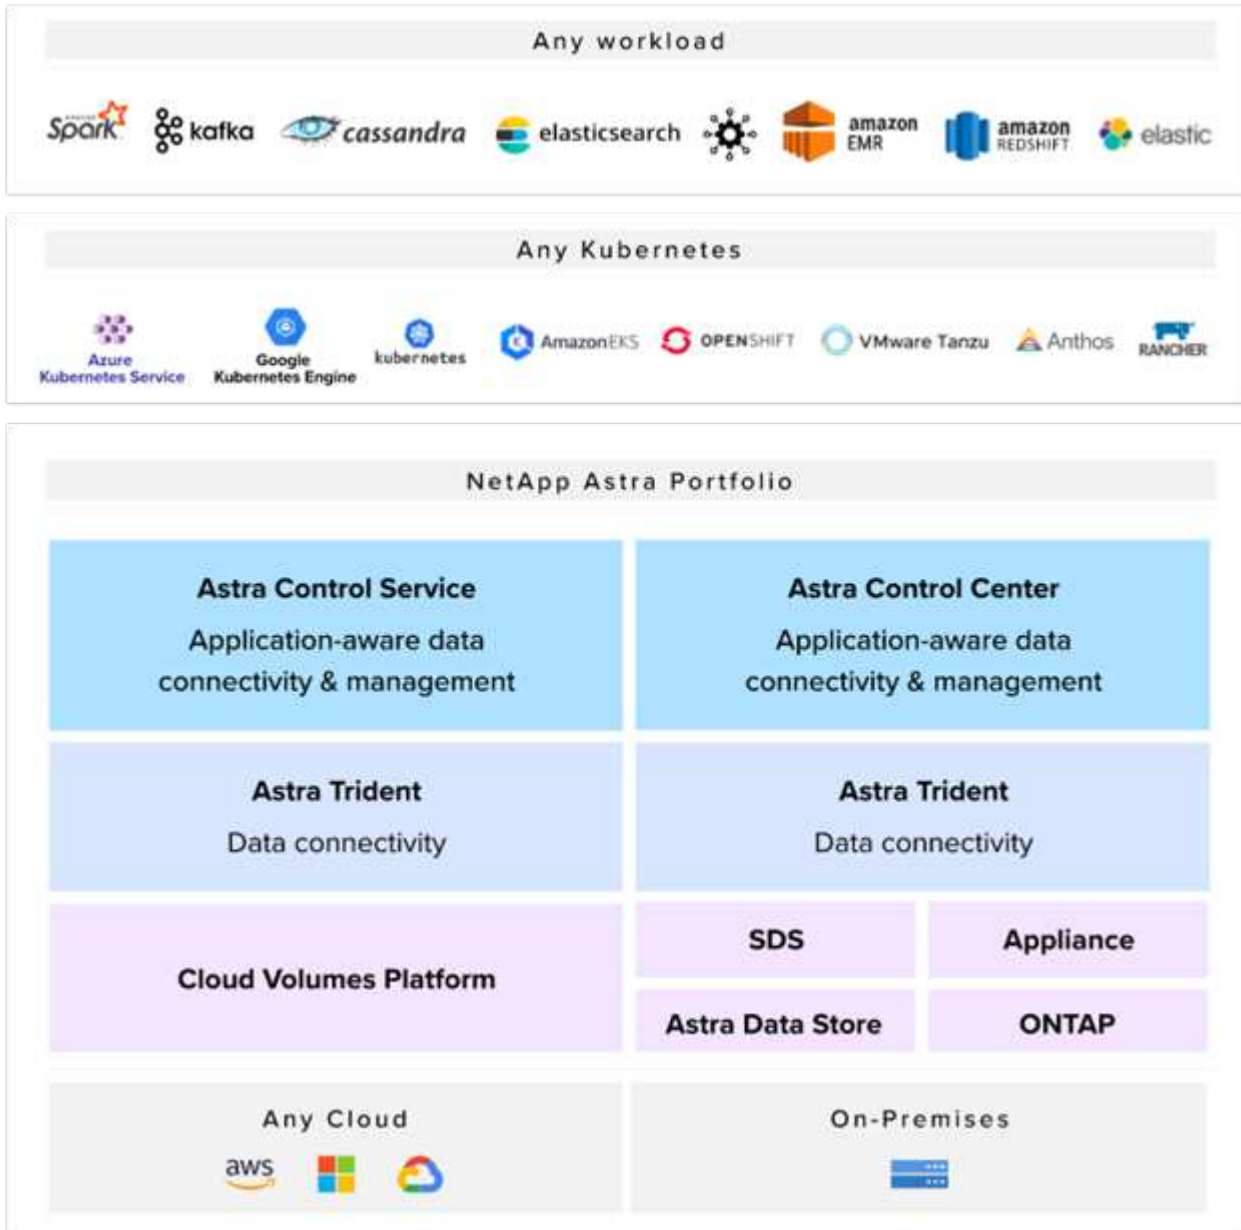 Any workload
Spark
kafka
cassandra
elasticsearch
amazon
EMR
amazon
REDSHIFT
elastic
Any Kubernetes
Azure
Kubernetes Service
Google
Kubernetes Engine
kubernetes
Amazon EKS
OPENSHIFT
VMware Tanzu
Anthos
RANCHER
NetApp Astra Portfolio
Astra Control Service
Application-aware data
connectivity & management
Astra Control Center
Application-aware data
connectivity & management
Astra Trident
Data connectivity
Astra Trident
Data connectivity
Cloud Volumes Platform
SDS
Appliance
Astra Data Store
ONTAP
Any Cloud
aws
On-Premises